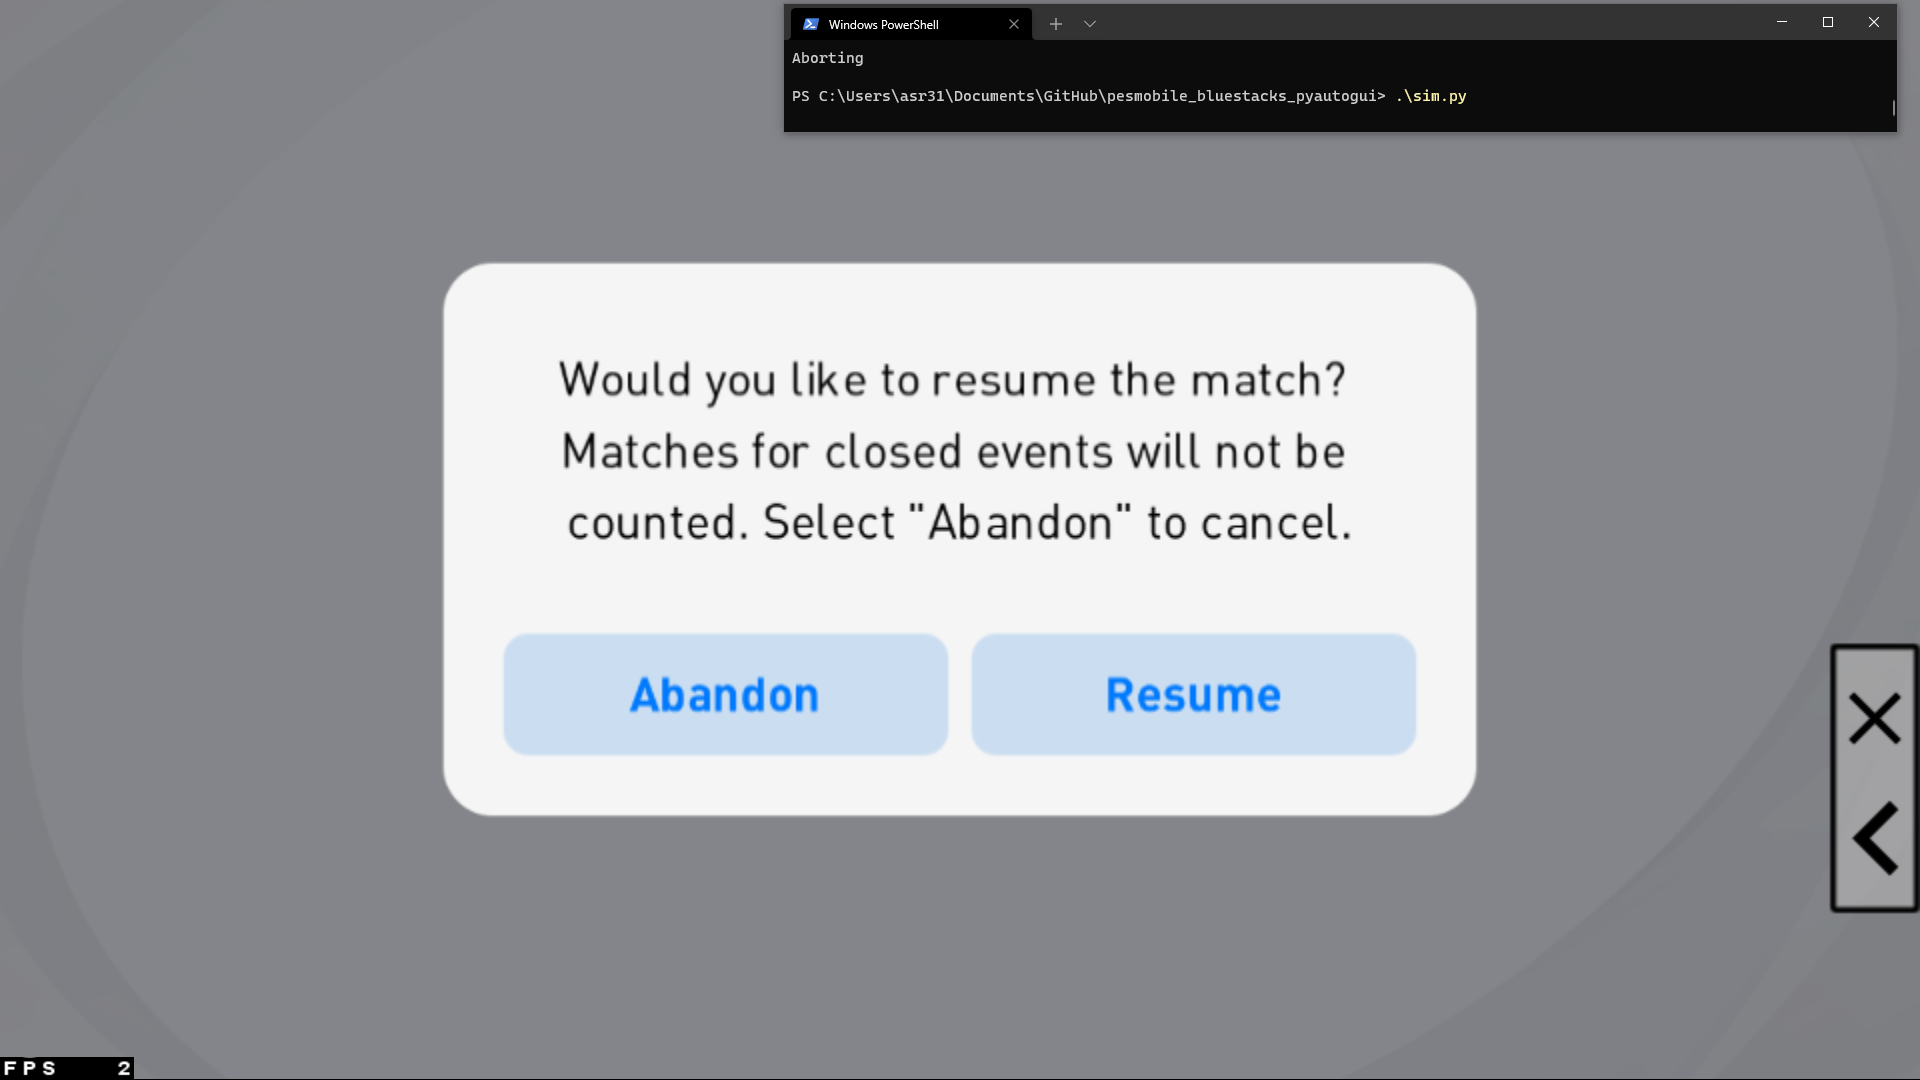 Windows PowerShell
Aborting
PS C:\Users\asr31\Documents\GitHub\pesmobile_bluestacks_pyautogui> .\sim.py
Would you like to resume the match?
Matches for closed events will not be
counted. Select "Abandon" to cancel.
Abandon
Resume
FPS 2